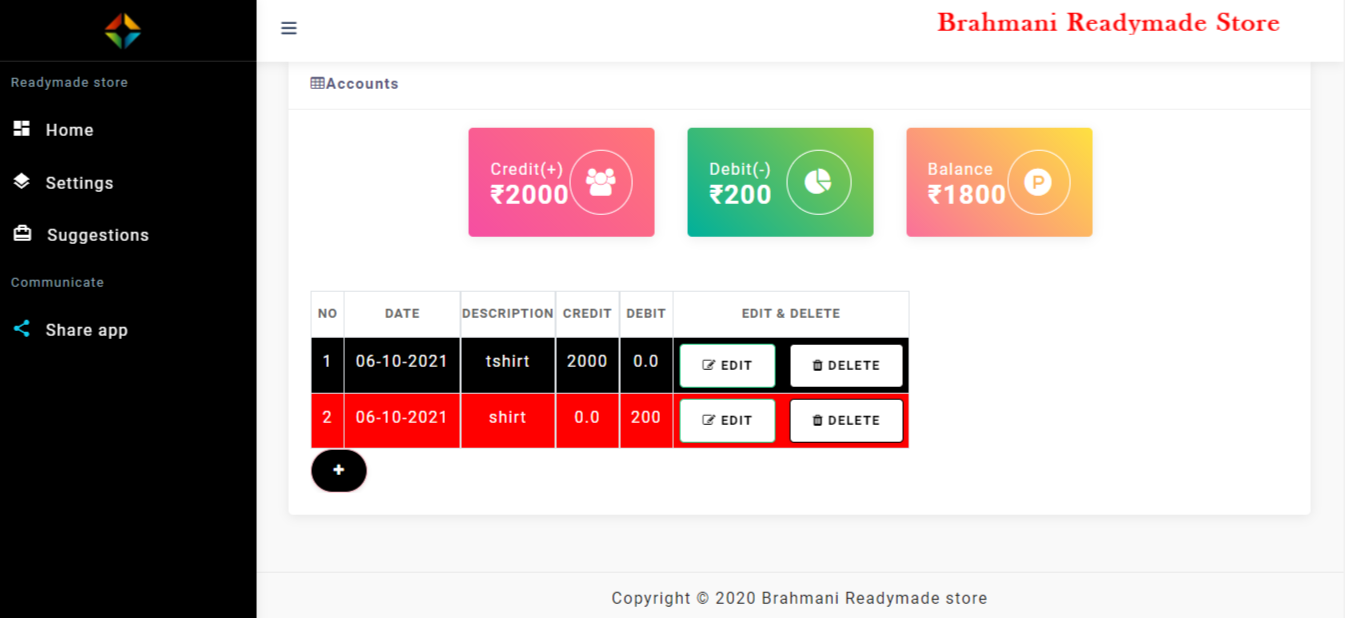 Brahmani Readymade Store
Readymade store
Home
Settings
Suggestions
Communicate
Share app
Accounts
Credit(+)
₹2000
Debit(-)
₹200
Balance
₹1800
P
NO DATE DESCRIPTION CREDIT DEBIT EDIT & DELETE
1 06-10-2021 tshirt 2000 0.0 EDIT DELETE
2 06-10-2021 shirt 0.0 200 EDIT DELETE
+
Copyright © 2020 Brahmani Readymade store